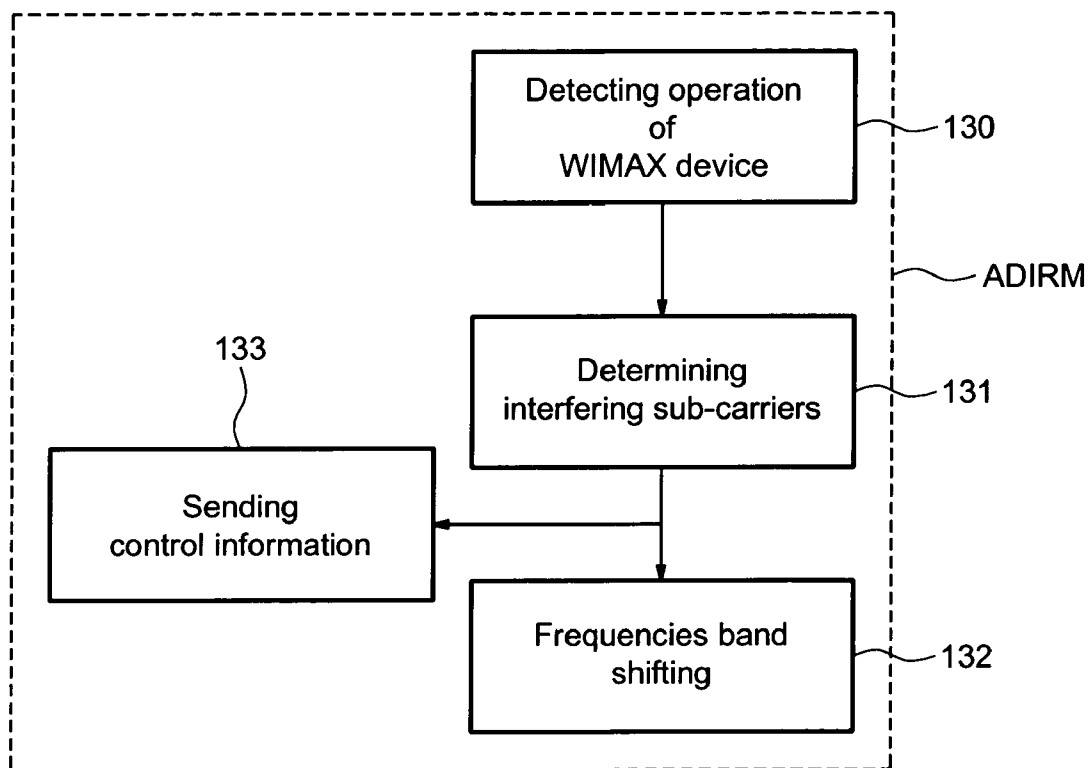 Detecting operation
of
WIMAX device
130
ADIRM
133
Determining
interfering sub-carriers
131
Sending
control information
Frequencies band
shifting
132